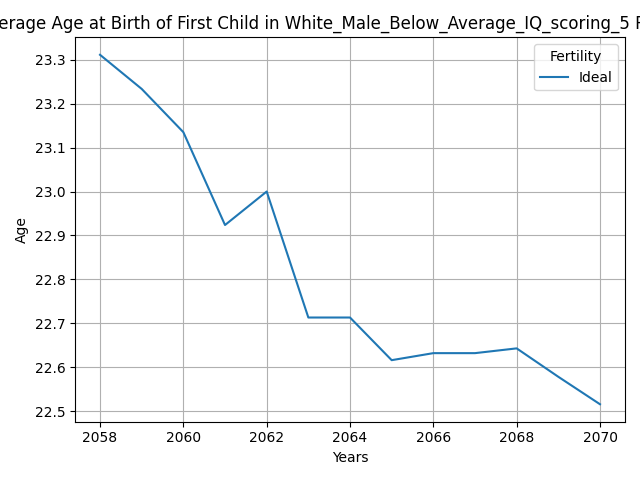 erage Age at Birth of First Child in White_Male_Below_Average_IQ_scoring_5
Fertility
Ideal
23.3
23.2
23.1
23.0
22.9
22.8
22.7
22.6
22.5
Age
2058 2060 2062 2064 2066 2068 2070
Years